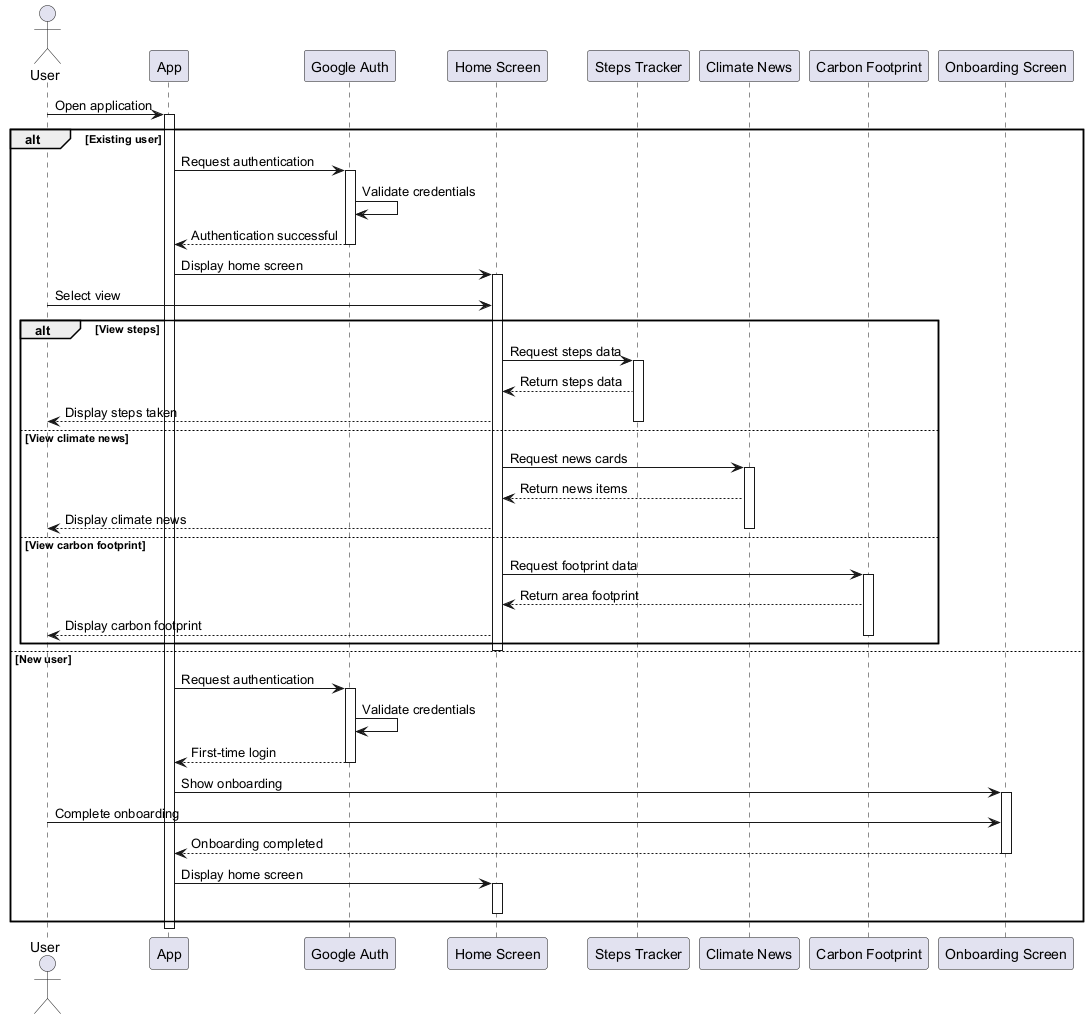 User
App
Google Auth
Home Screen
Steps Tracker
Climate News
Carbon Footprint
Onboarding Screen
Open application
alt
[Existing user]
Request authentication
Validate credentials
Authentication successful
Display home screen
Select view
alt
[View steps]
Request steps data
Return steps data
Display steps taken
[View climate news]
Request news cards
Return news items
Display climate news
[View carbon footprint]
Request footprint data
Return area footprint
Display carbon footprint
[New user]
Request authentication
Validate credentials
First-time login
Show onboarding
Complete onboarding
Onboarding completed
Display home screen
User
App
Google Auth
Home Screen
Steps Tracker
Climate News
Carbon Footprint
Onboarding Screen